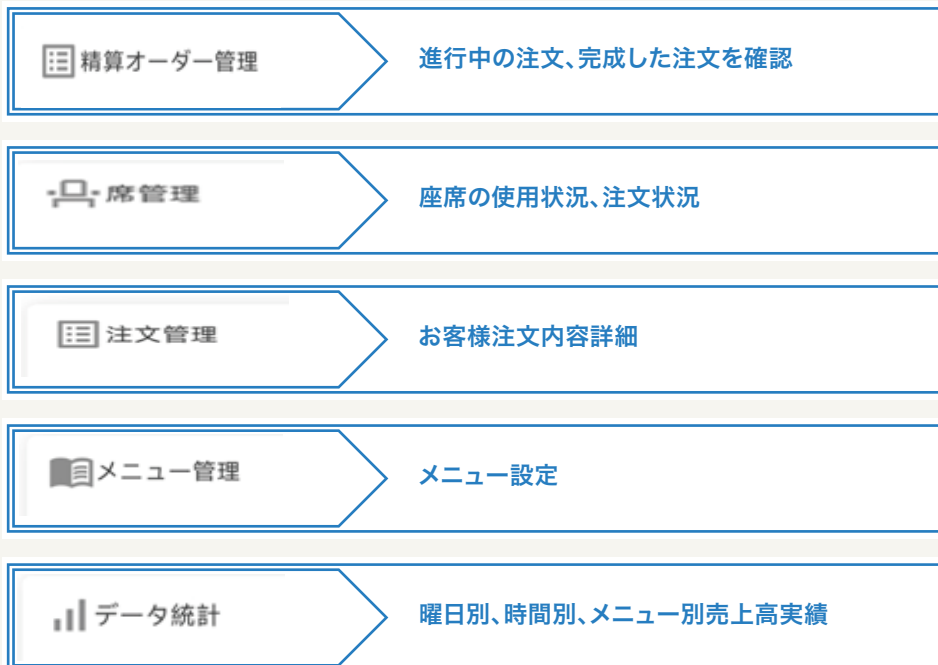 精算オーダー管理
進行中の注文、完成した注文を確認
席管理
座席の使用状況、注文状況
注文管理
お客様注文内容詳細
メニュー管理
メニュー設定
データ統計
曜日別、時間別、メニュー別売上高実績